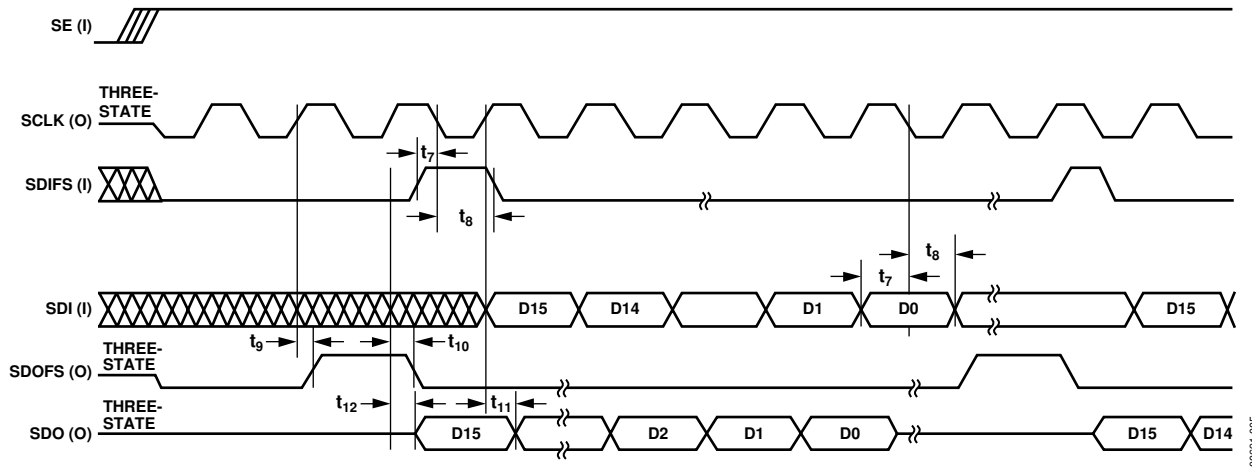 SE (I)
THREE-
STATE
SCLK (O)
t7
SDIFS (I)
t8
t8
t7
SDI (I)
D15
D14
D1
D0
D15
t9
t10
THREE-
STATE
SDOFS (O)
t12
t11
THREE-
STATE
SDO (O)
D15
D2
D1
D0
D15
D14